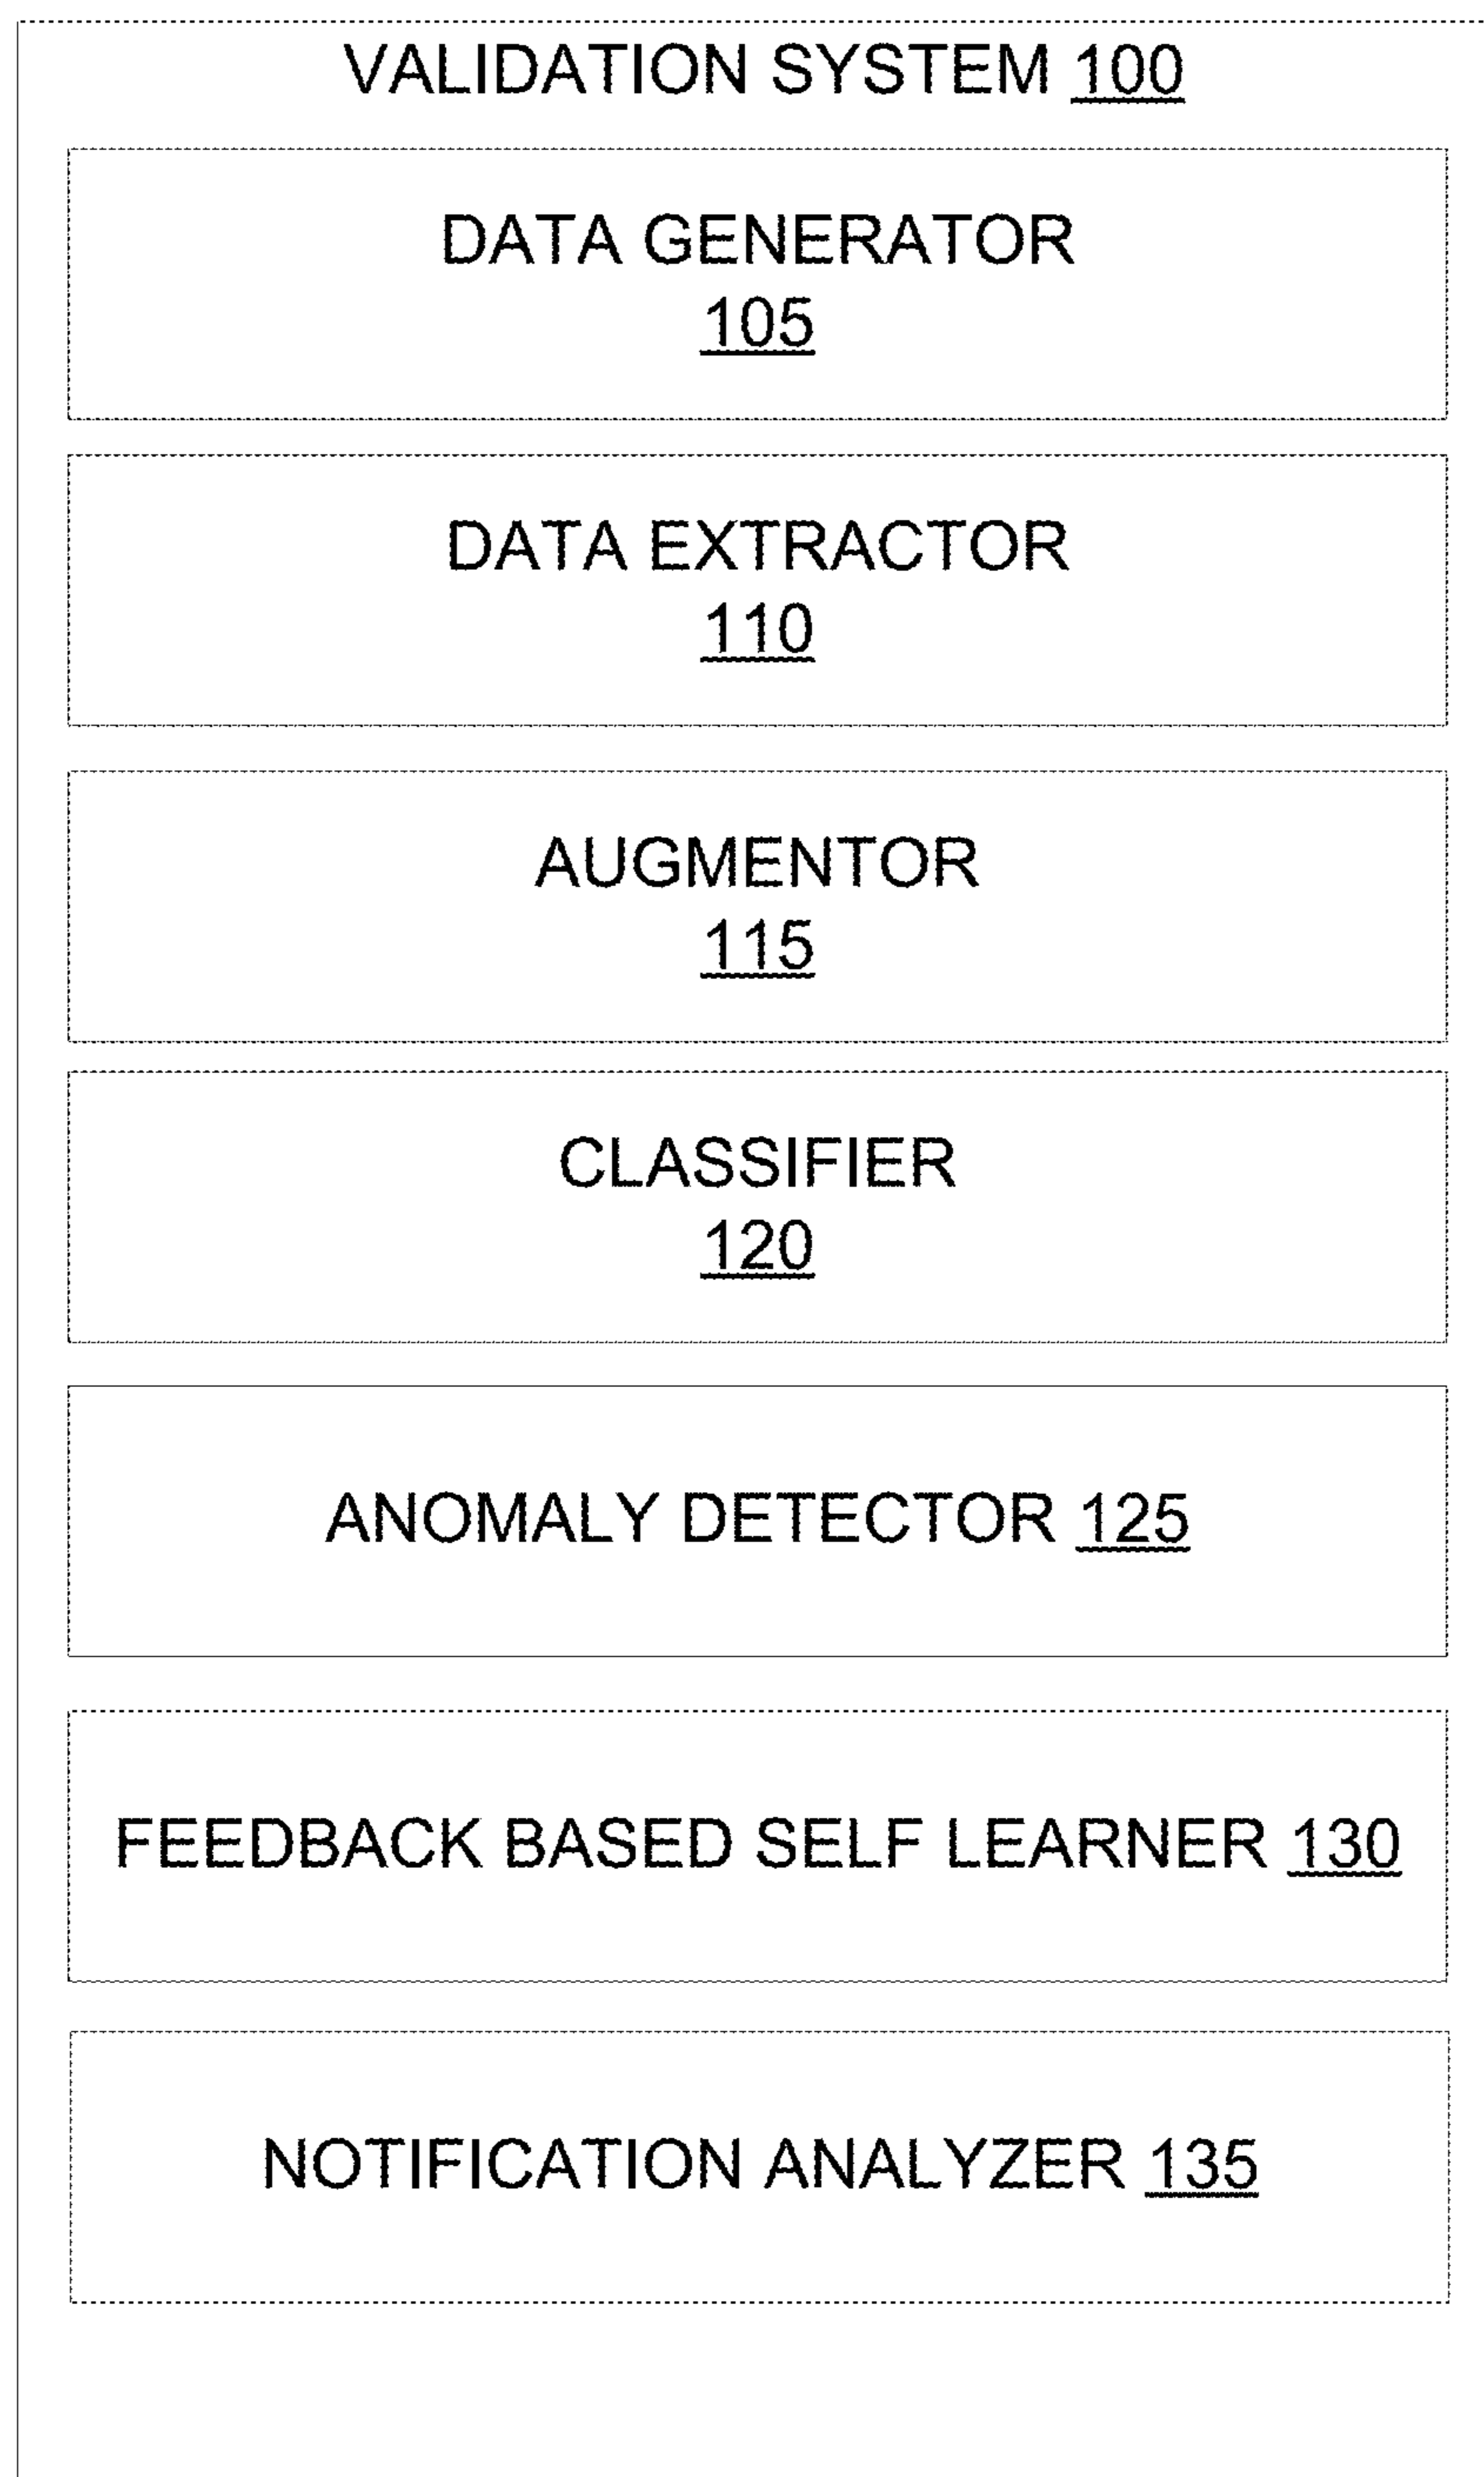 VALIDATION SYSTEM 100
DATA GENERATOR
105
DATA EXTRACTOR
110
AUGMENTOR
115
CLASSIFIER
120
ANOMALY DETECTOR 125
FEEDBACK BASED SELF LEARNER 130
NOTIFICATION ANALYZER 135